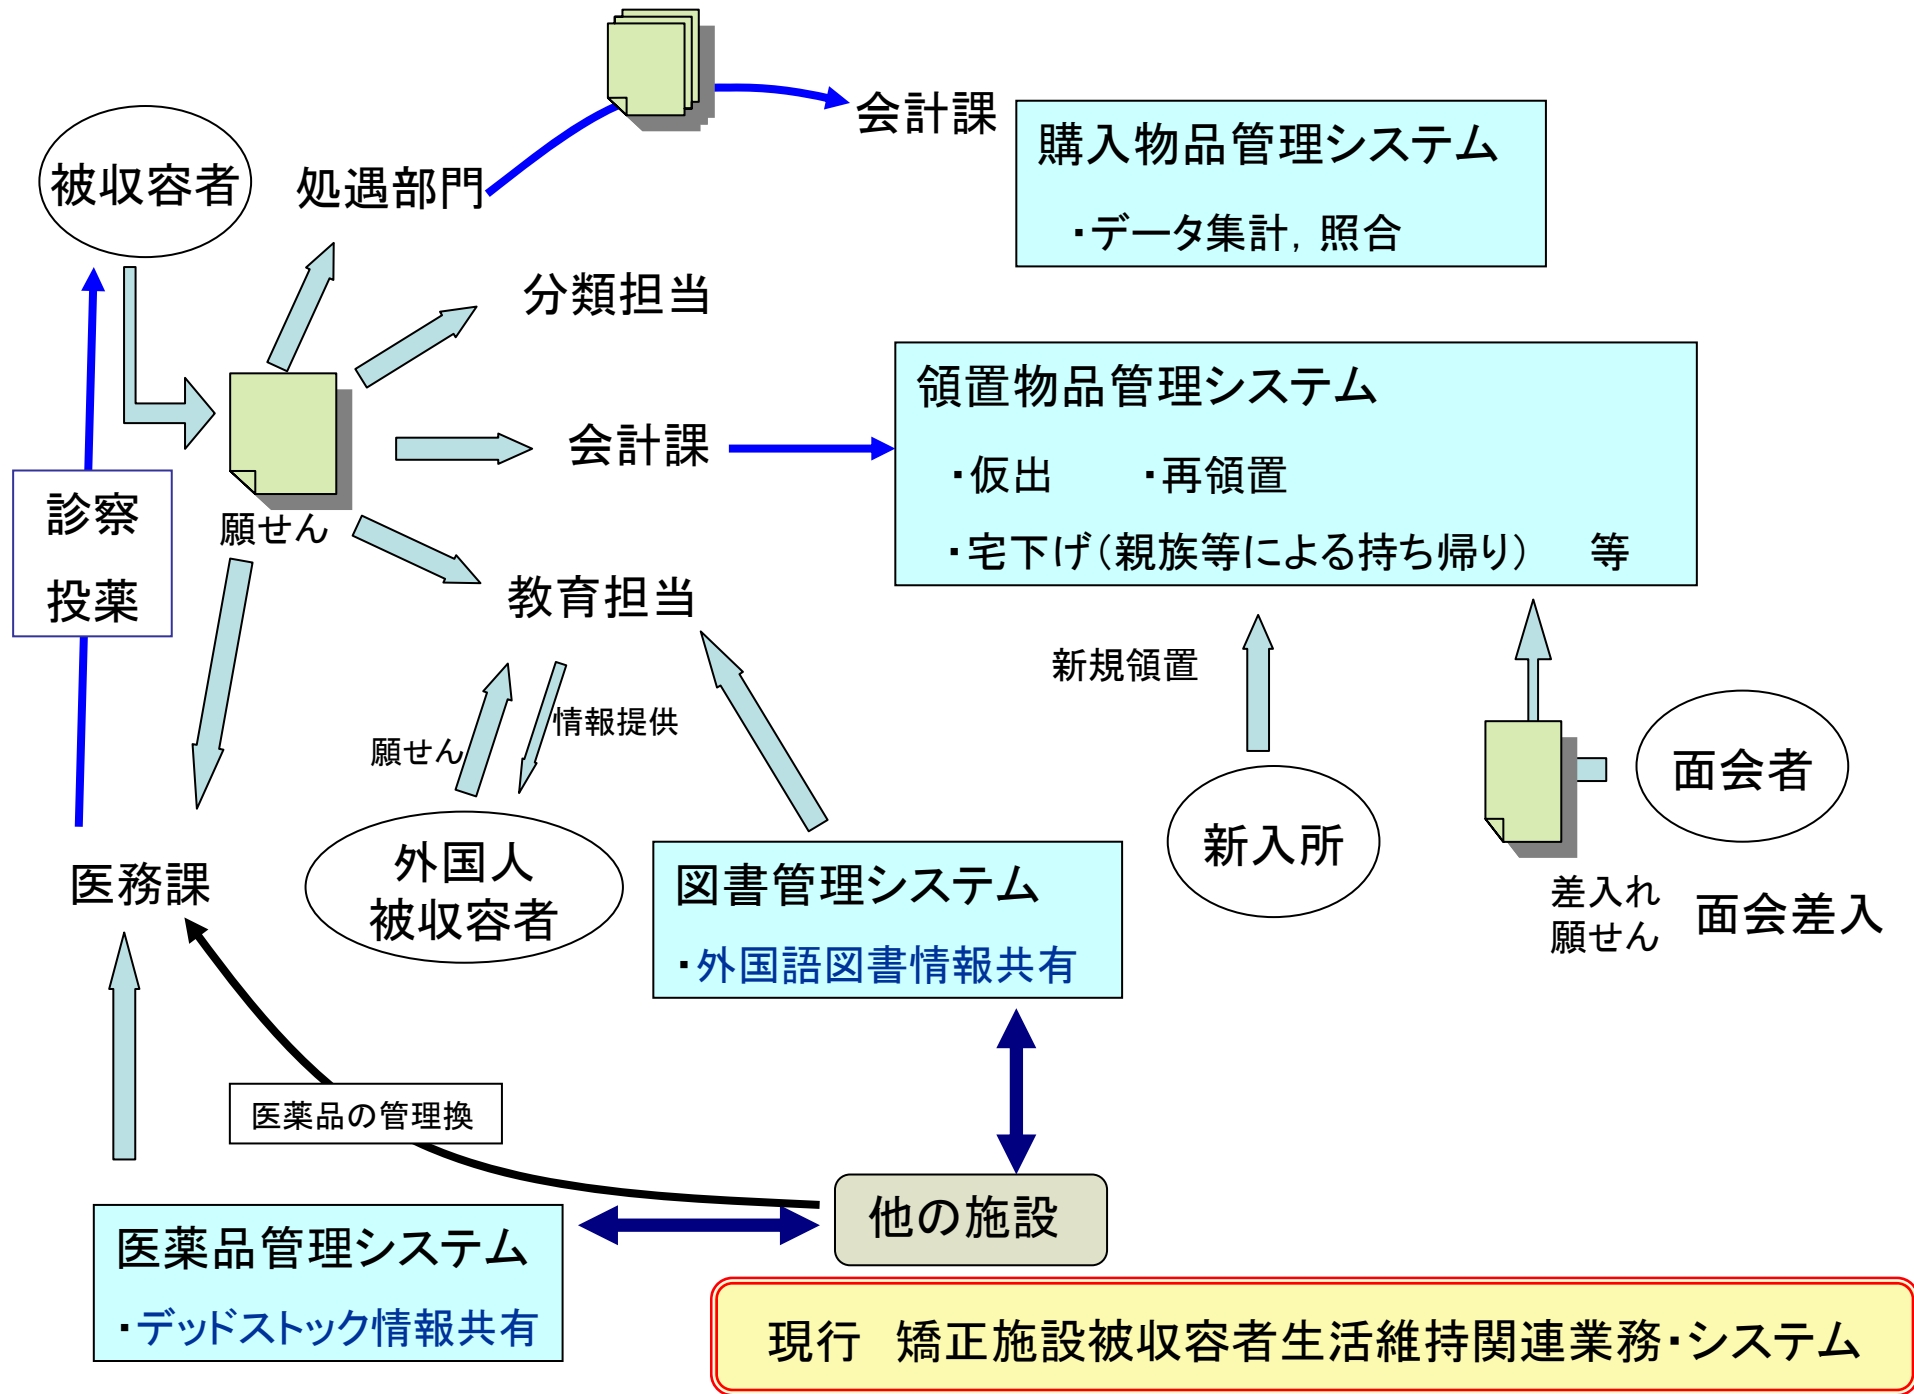 会計課
購入物品管理システム
・データ集計，照合
被収容者
処遇部門
分類担当
領置物品管理システム
・仮出　　・再領置
・宅下げ（親族等による持ち帰り）　等
会計課
診察
投薬
願せん
教育担当
新規領置
情報提供
願せん
面会者
新入所
外国人
被収容者
医務課
図書管理システム
・外国語図書情報共有
差入れ
願せん
面会差入
医薬品の管理換
他の施設
医薬品管理システム
・デッドストック情報共有
現行　矯正施設被収容者生活維持関連業務・システム